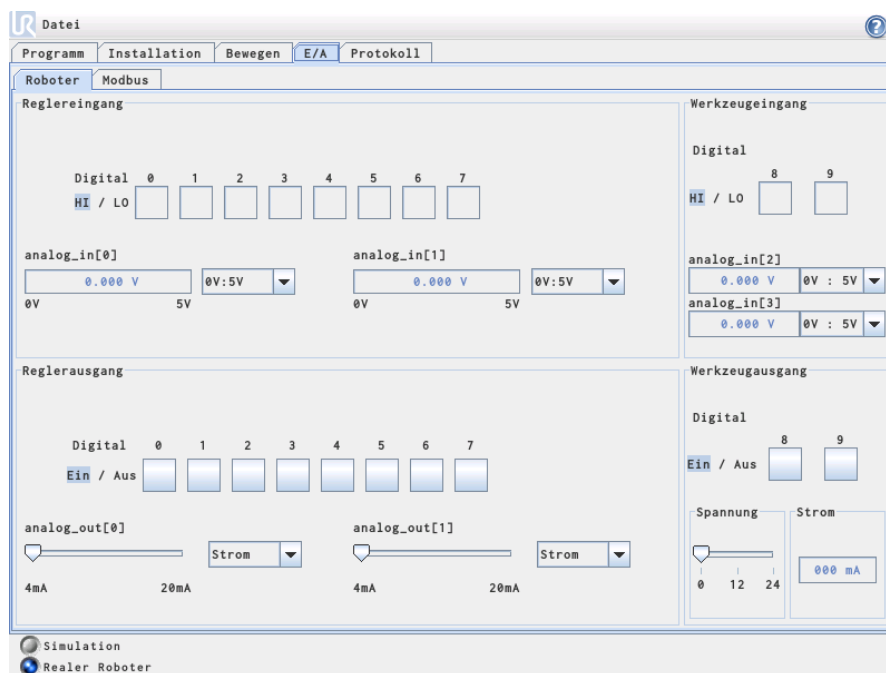 UR Datei
Programm Installation Bewegen E/A Protokoll
Roboter Modbus
Reglereingang
Digital 0 1 2 3 4 5 6 7
HI / LO
analog_in[0] analog_in[1]
0.000 V 0V:5V 0.000 V 0V:5V
0V 5V 0V 5V
Werkzeugeingang
Digital
8 9
HI / LO
analog_in[2]
0.000 V 0V : 5V
analog_in[3]
0.000 V 0V : 5V
Reglerausgang
Digital 0 1 2 3 4 5 6 7
Ein / Aus
analog_out[0] analog_out[1]
Strom Strom
4mA 20mA 4mA 20mA
Werkzeugausgang
Digital
8 9
Ein / Aus
Spannung Strom
000 mA
0 12 24
Simulation
Realer Roboter